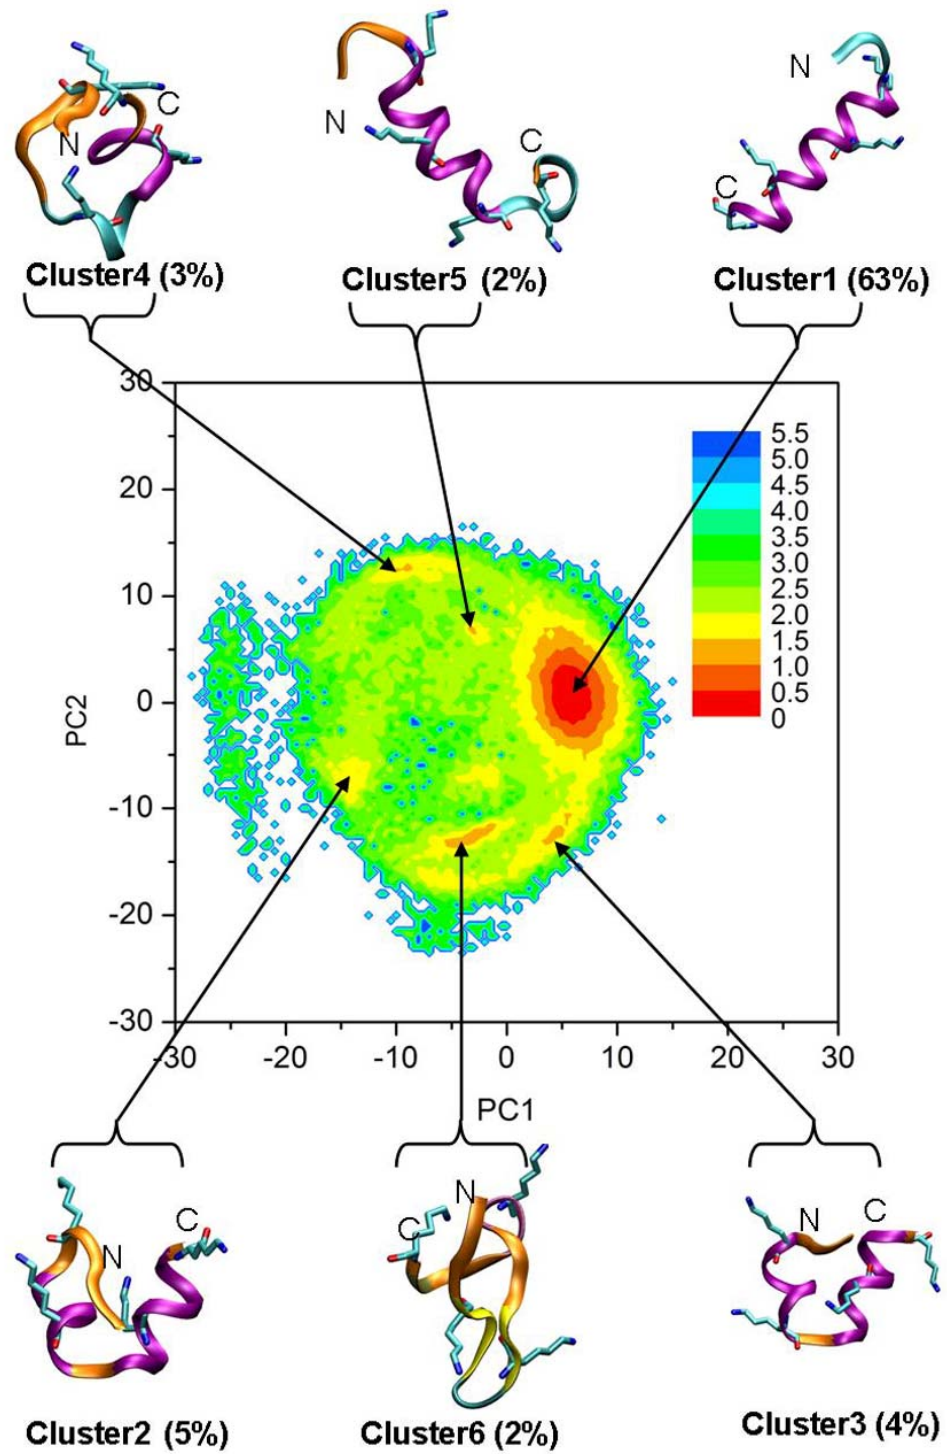 N
C
Cluster4 (3%)
N
C
Cluster5 (2%)
N
C
Cluster1 (63%)
30
20
10
0
-10
-20
-30
PC2
5.5
5.0
4.5
4.0
3.5
3.0
2.5
2.0
1.5
1.0
0.5
0
-30 -20 -10 0 10 20 30
PC1
N
C
Cluster2 (5%)
N
C
Cluster6 (2%)
N
C
Cluster3 (4%)